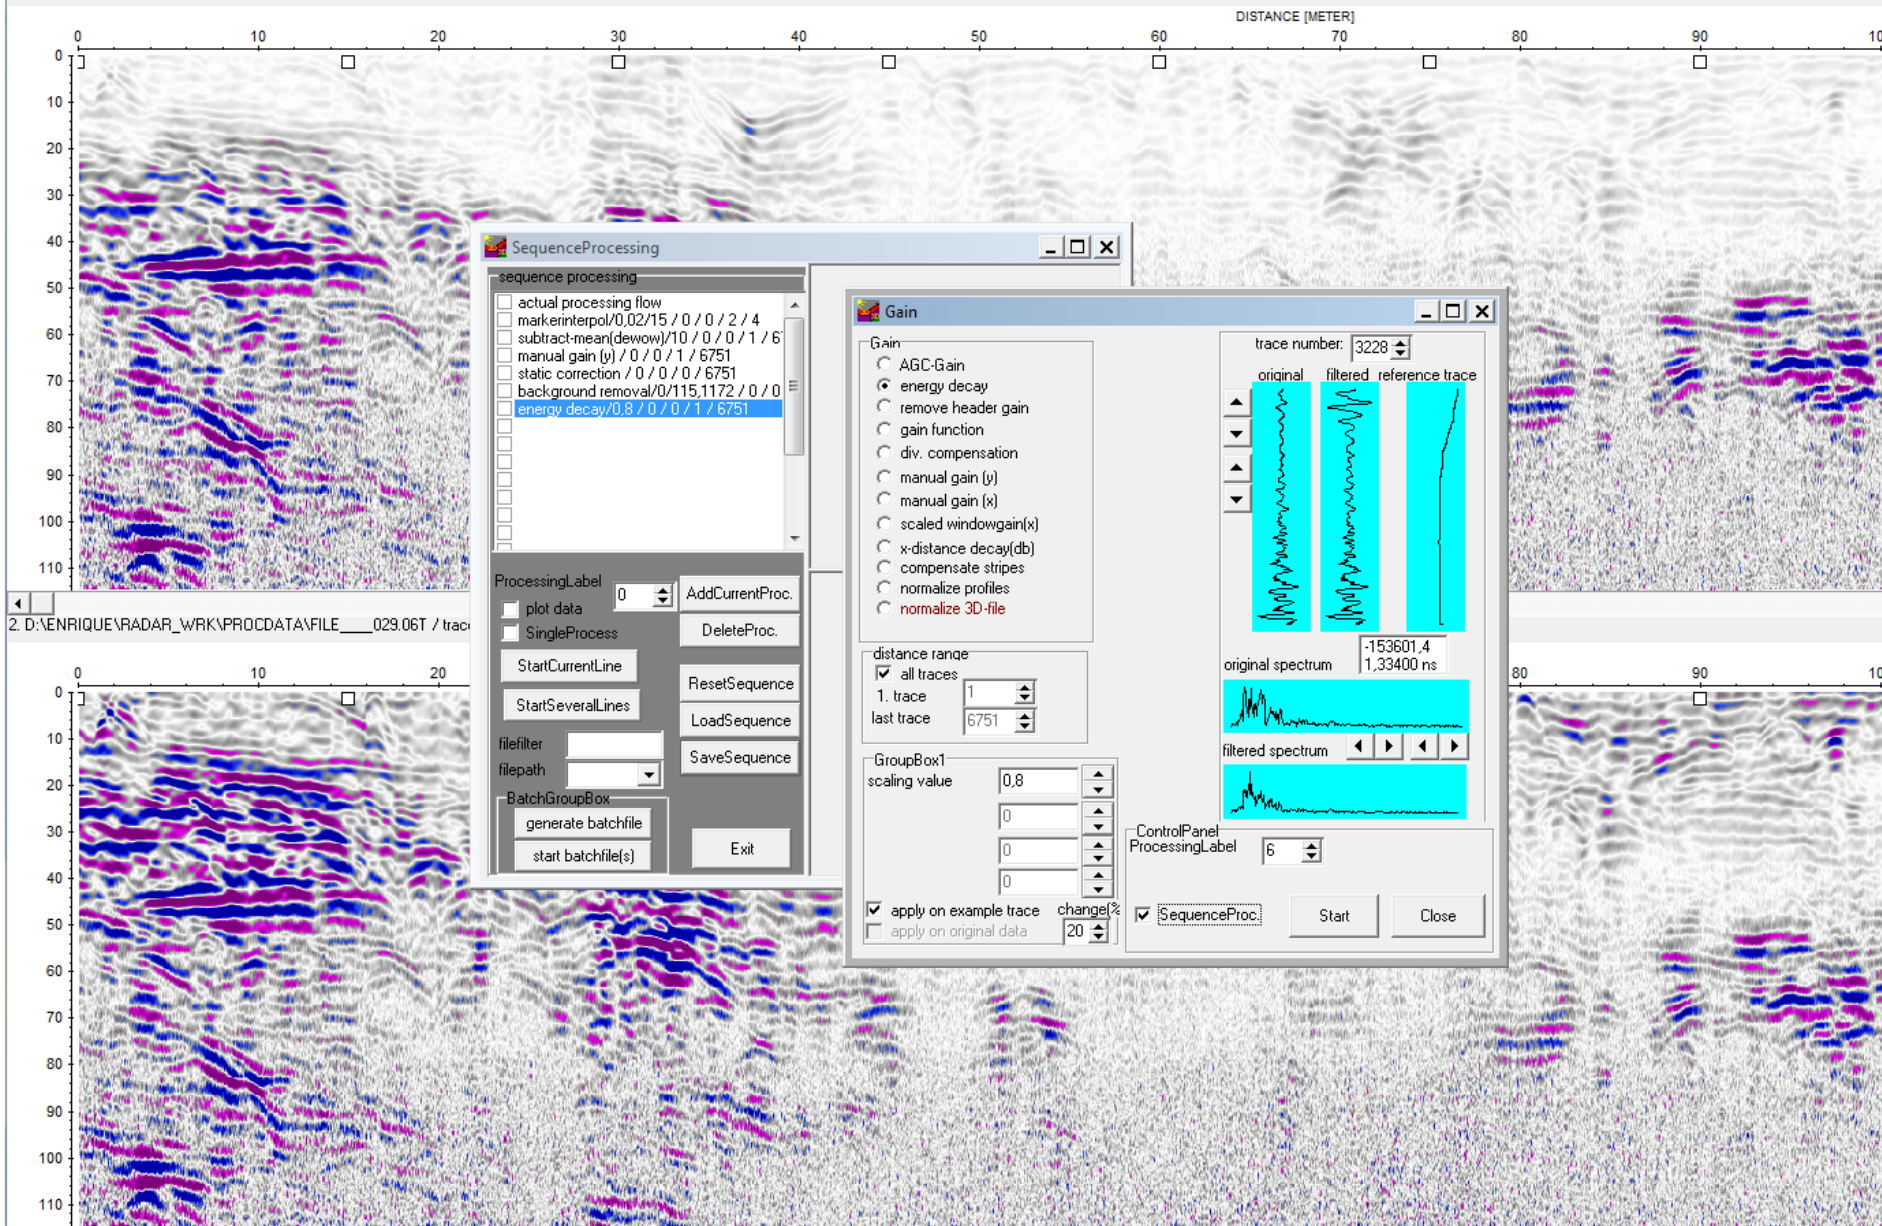 DISTANCE [METER]
0 10 20 30 40 50 60 70 80 90 10
0
10
20
30
40
50
60
70
80
90
100
110
SequenceProcessing
sequence processing
actual processing flow
markerinterpol/0,02/15 / 0 / 0 / 2 / 4
subtract-mean(dewow)/10 / 0 / 0 / 1 / 6
manual gain (y) / 0 / 0 / 1 / 6751
static correction / 0 / 0 / 0 / 6751
background removal/0/115,1172 / 0 / 0
energy decay/0,8 / 0 / 0 / 1 / 6751
ProcessingLabel 0 AddCurrentProc.
plot data
SingleProcess DeleteProc.
StartCurrentLine ResetSequence
StartSeveralLines LoadSequence
filefilter SaveSequence
filepath
BatchGroupBox
generate batchfile
start batchfile(s) Exit
Gain
Gain
AGC-Gain
energy decay
remove header gain
gain function
div. compensation
manual gain (y)
manual gain (x)
scaled windowgain(x)
x-distance decay(db)
compensate stripes
normalize profiles
normalize 3D-file
distance range
all traces
1. trace 1
last trace 6751
GroupBox1
scaling value 0,8
0
0
0
apply on example trace change(%
apply on original data 20
trace number: 3228
original filtered reference trace
-153601,4
original spectrum 1,33400 ns
filtered spectrum
ControlPanel
ProcessingLabel 6
SequenceProc. Start Close
2. D:\ENRIQUE\RADAR_WRK\PROCDATA\FILE____029.06T / trac
0 10 20 80 90 10
0
10
20
30
40
50
60
70
80
90
100
110